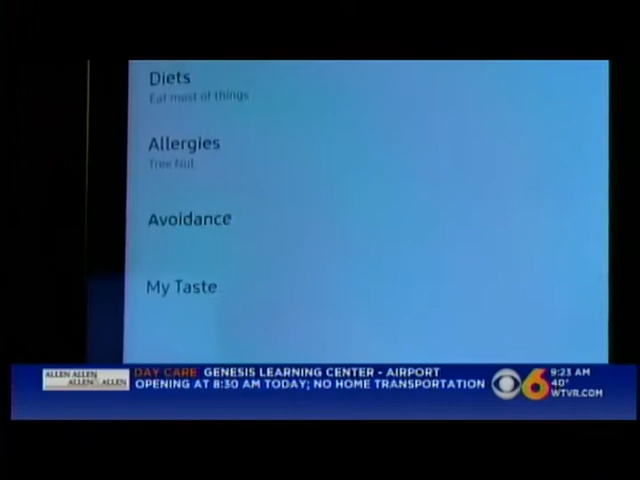 Diets
Eat most of things
Allergies
Tree Nut
Avoidance
My Taste
ALLEN ALLEN
ALLEN & ALLEN
DAY CARE GENESIS LEARNING CENTER - AIRPORT
OPENING AT 8:30 AM TODAY; NO HOME TRANSPORTATION
6
9:23 AM
40°
WTVR.COM